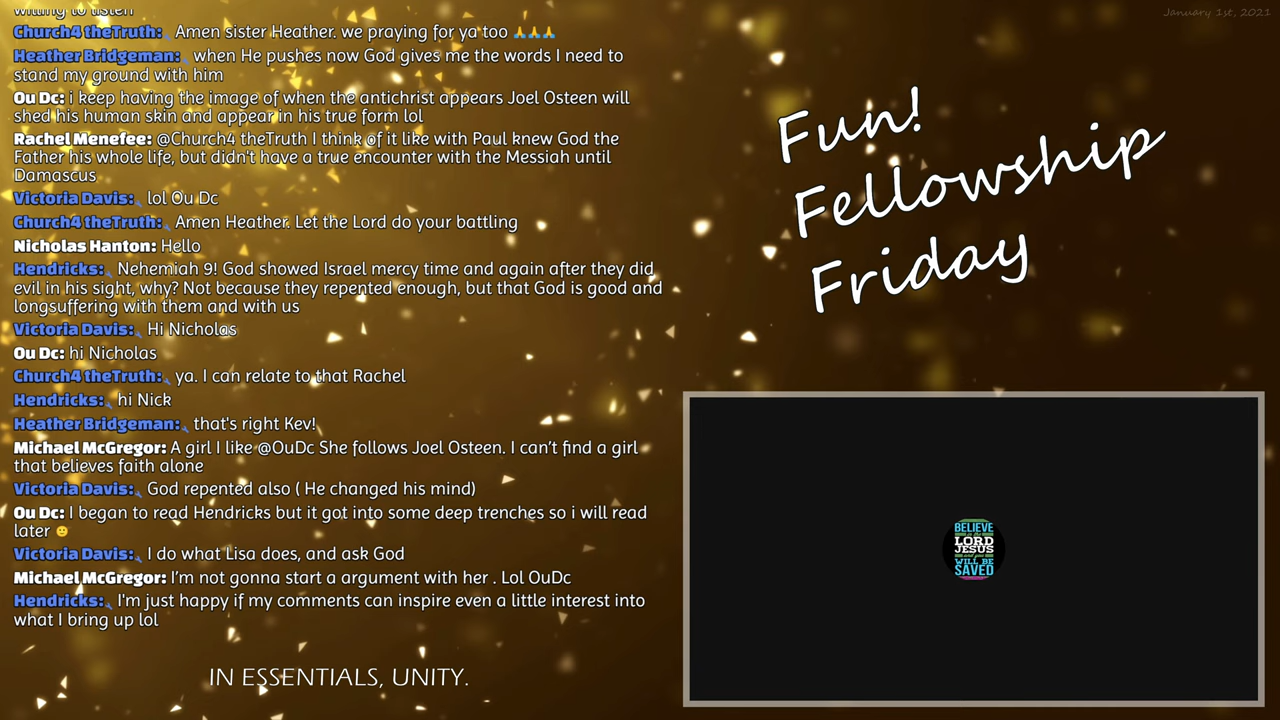 willing to listen
Church4 theTruth: Amen sister Heather. we praying for ya too 🙏🙏🙏
Heather Bridgeman: when He pushes now God gives me the words I need to
stand my ground with him
Ou Dc: i keep having the image of when the antichrist appears Joel Osteen will
shed his human skin and appear in his true form lol
Rachel Menefee: @Church4 theTruth I think of it like with Paul knew God the
Father his whole life, but didn't have a true encounter with the Messiah until
Damascus
Victoria Davis: lol Ou Dc
Church4 theTruth: Amen Heather. Let the Lord do your battling
Nicholas Hanton: Hello
Hendricks: Nehemiah 9! God showed Israel mercy time and again after they did
evil in his sight, why? Not because they repented enough, but that God is good and
longsuffering with them and with us
Victoria Davis: Hi Nicholas
Ou Dc: hi Nicholas
Church4 theTruth: ya. I can relate to that Rachel
Hendricks: hi Nick
Heather Bridgeman: that's right Kev!
Michael McGregor: A girl I like @OuDc She follows Joel Osteen. I can't find a girl
that believes faith alone
Victoria Davis: God repented also ( He changed his mind)
Ou Dc: I began to read Hendricks but it got into some deep trenches so i will read
later 🙂
Victoria Davis: I do what Lisa does, and ask God
Michael McGregor: I'm not gonna start a argument with her . Lol OuDc
Hendricks: I'm just happy if my comments can inspire even a little interest into
what I bring up lol
IN ESSENTIALS, UNITY.
January 1st, 2021
Fun!
Fellowship
Friday
BELIEVE
LORD
JESUS
WILL BE
SAVED